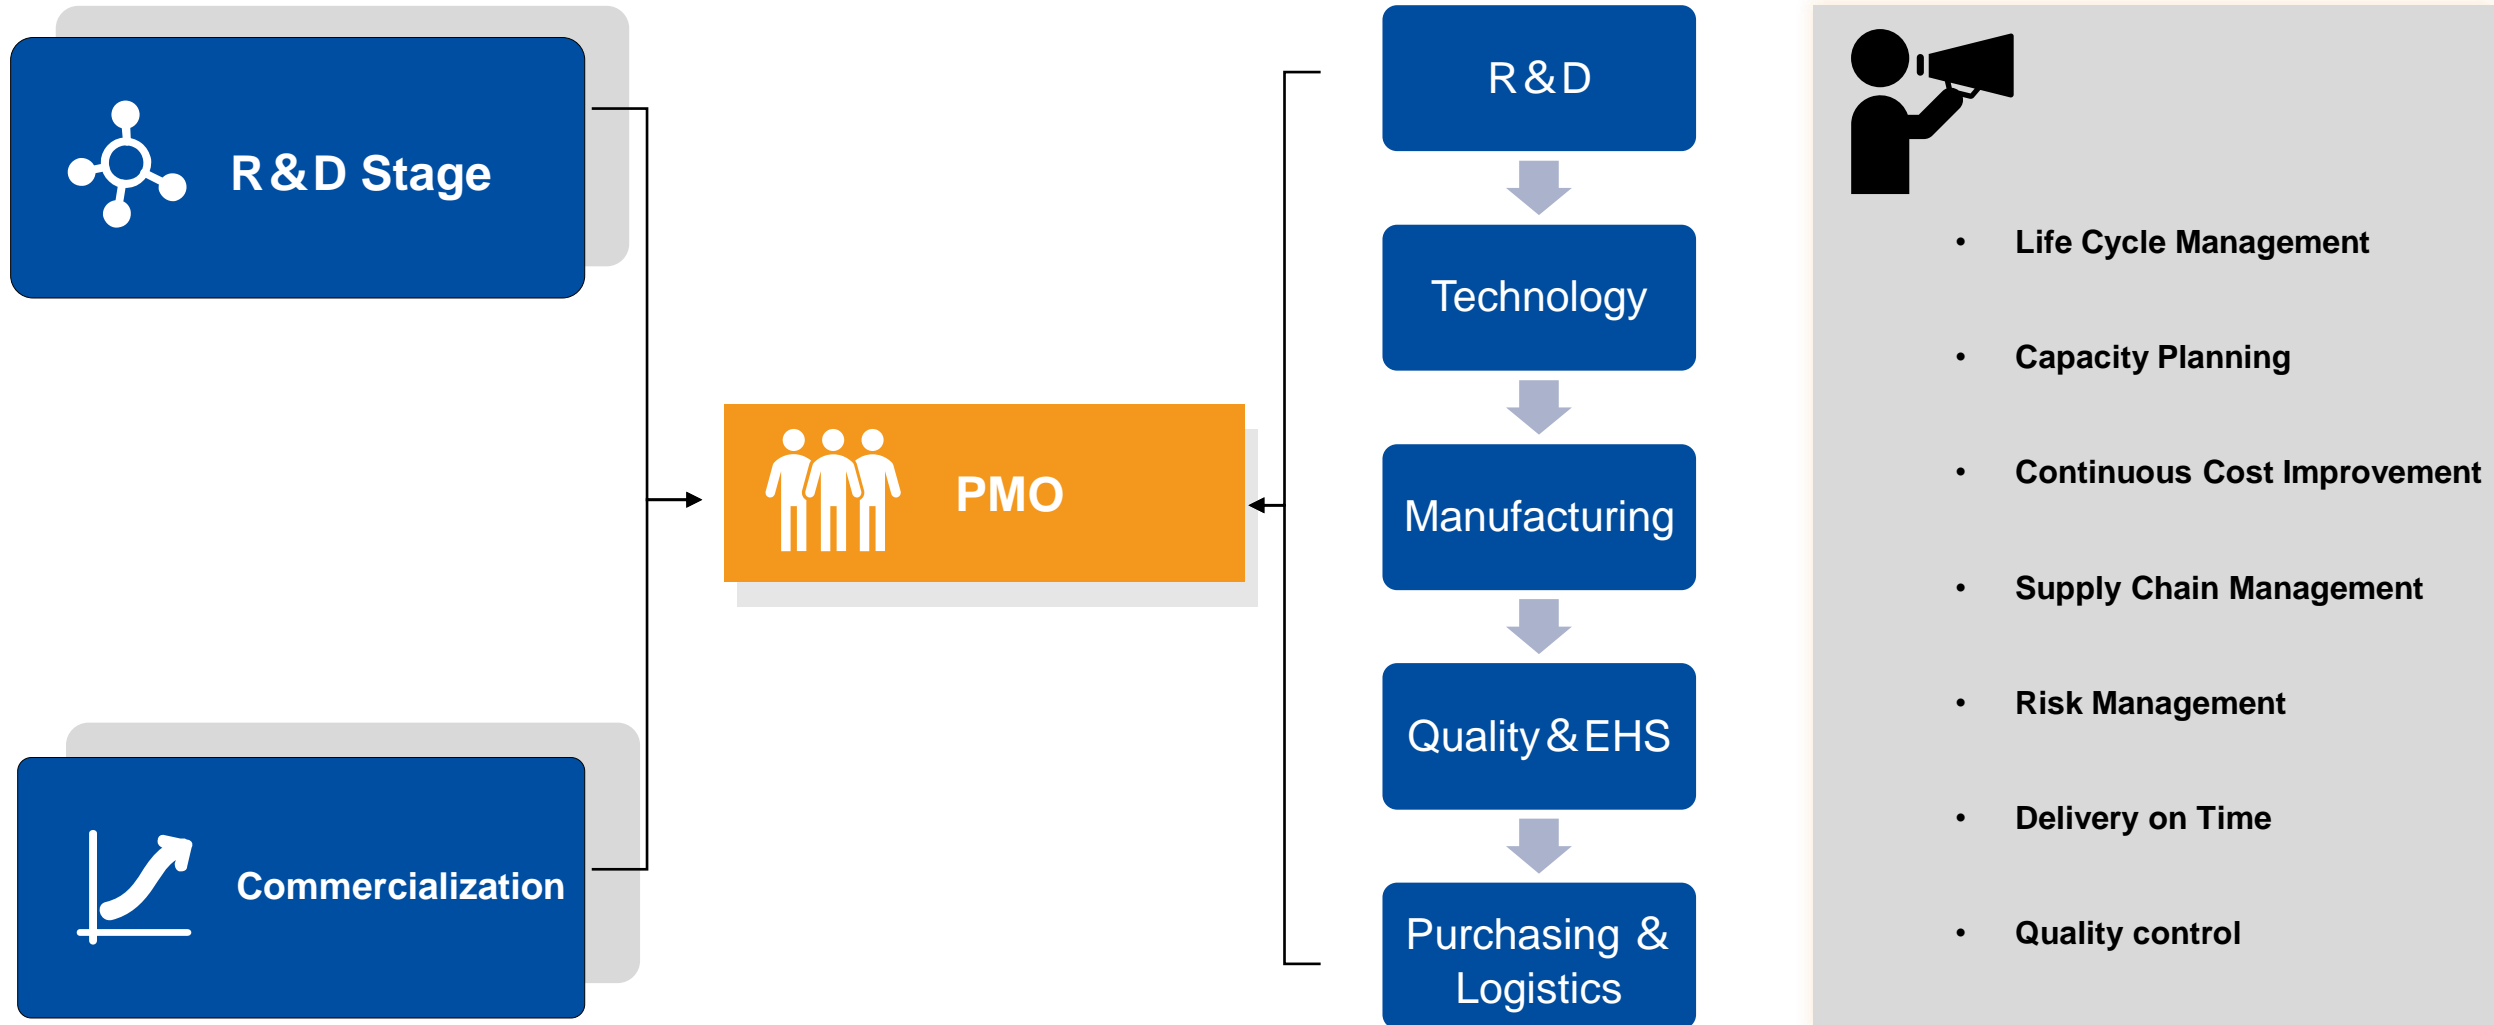 R&D Stage
Commercialization
PMO
R&D
Technology
Manufacturing
Quality&EHS
Purchasing &
Logistics
• Life Cycle Management
• Capacity Planning
• Continuous Cost Improvement
• Supply Chain Management
• Risk Management
• Delivery on Time
• Quality control